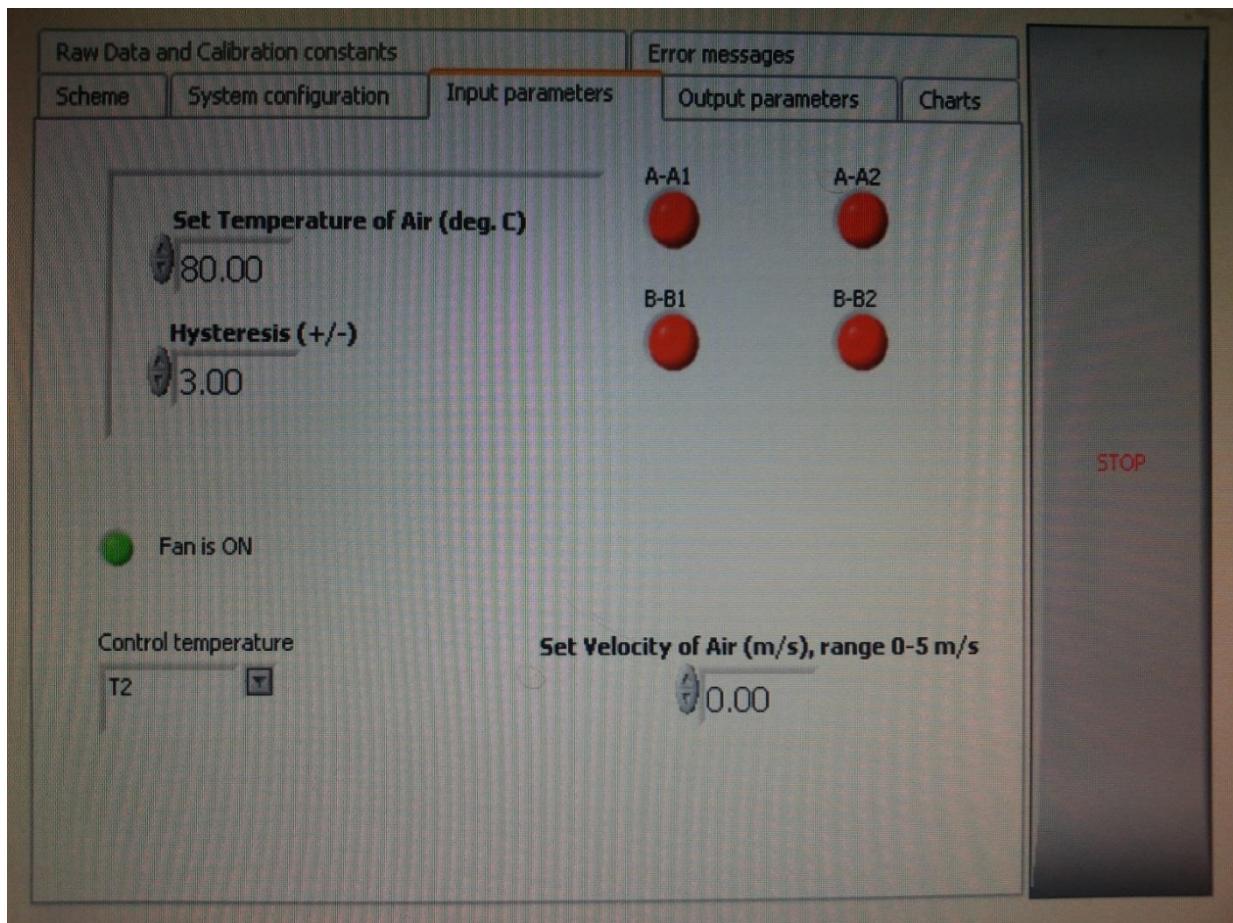 Raw Data and Calibration constants
Error messages
Scheme
System configuration
Input parameters
Output parameters
Charts
A-A1
A-A2
Set Temperature of Air (deg. C)
80.00
B-B1
B-B2
Hysteresis (+/-)
3.00
STOP
Fan is ON
Control temperature
T2
Set Velocity of Air (m/s), range 0-5 m/s
0.00